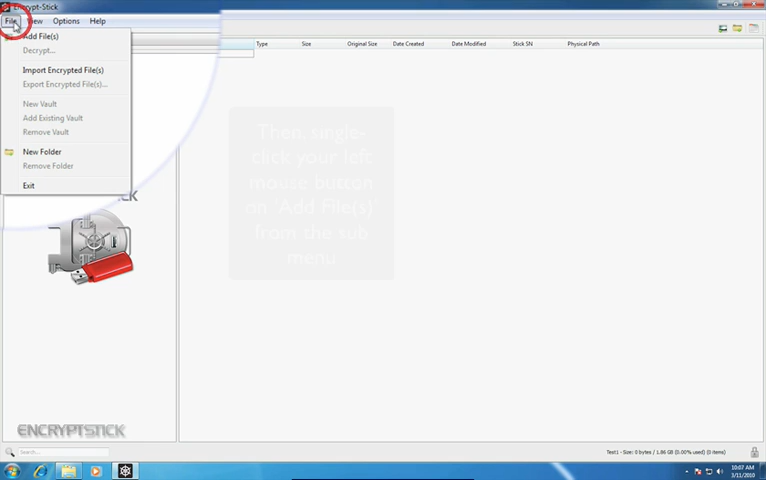 Encrypt-Stick
File View Options Help
Add File(s)
Decrypt...
Import Encrypted File(s)
Export Encrypted File(s)...
New Vault
Add Existing Vault
Remove Vault
New Folder
Remove Folder
Exit
Type Size Original Size Date Created Date Modified Stick SN Physical Path
Then, single-
click your left
mouse button
on 'Add File(s)
from the sub
menu
ENCRYPTSTICK
Search...
Test1 - Size: 0 bytes / 1.86 GB (0.00% used) (0 items)
10:07 AM
3/11/2010